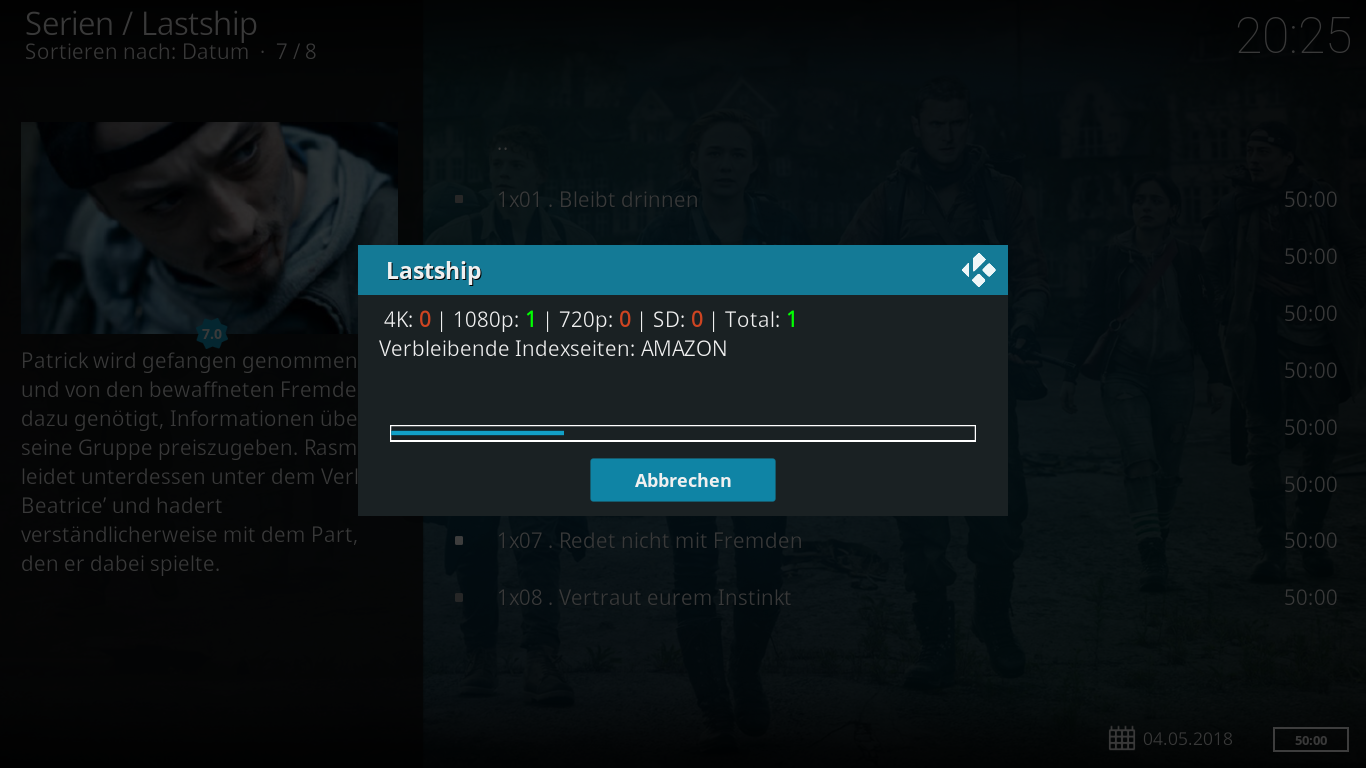 Serien / Lastship
Sortieren nach: Datum · 7 / 8
20:25
7.0
Patrick wird gefangen genommen
und von den bewaffneten Fremde
dazu genötigt, Informationen übe
seine Gruppe preiszugeben. Rasm
leidet unterdessen unter dem Verl
Beatrice’ und hadert
verständlicherweise mit dem Part,
den er dabei spielte.
..
1x01 . Bleibt drinnen 50:00
50:00
50:00
50:00
50:00
50:00
Lastship
4K: 0 | 1080p: 1 | 720p: 0 | SD: 0 | Total: 1
Verbleibende Indexseiten: AMAZON
Abbrechen
1x07 . Redet nicht mit Fremden 50:00
1x08 . Vertraut eurem Instinkt 50:00
04.05.2018
50:00